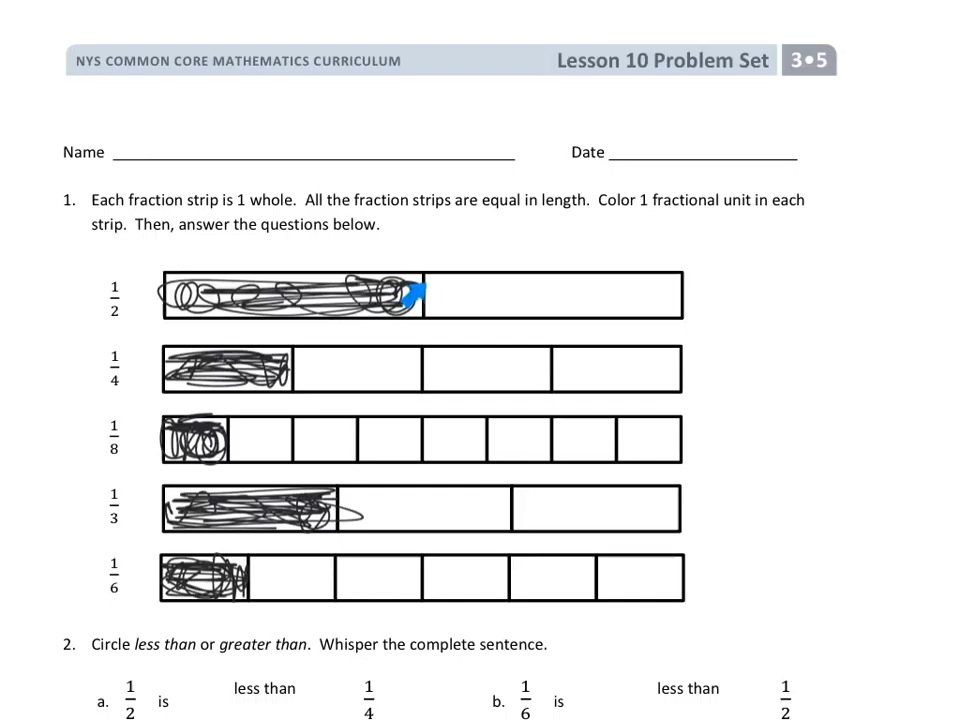 NYS COMMON CORE MATHEMATICS CURRICULUM Lesson 10 Problem Set 3•5
Name Date
1. Each fraction strip is 1 whole. All the fraction strips are equal in length. Color 1 fractional unit in each
strip. Then, answer the questions below.
1/2
1/4
1/8
1/3
1/6
2. Circle less than or greater than. Whisper the complete sentence.
a. 1/2 is less than 1/4 b. 1/6 is less than 1/2